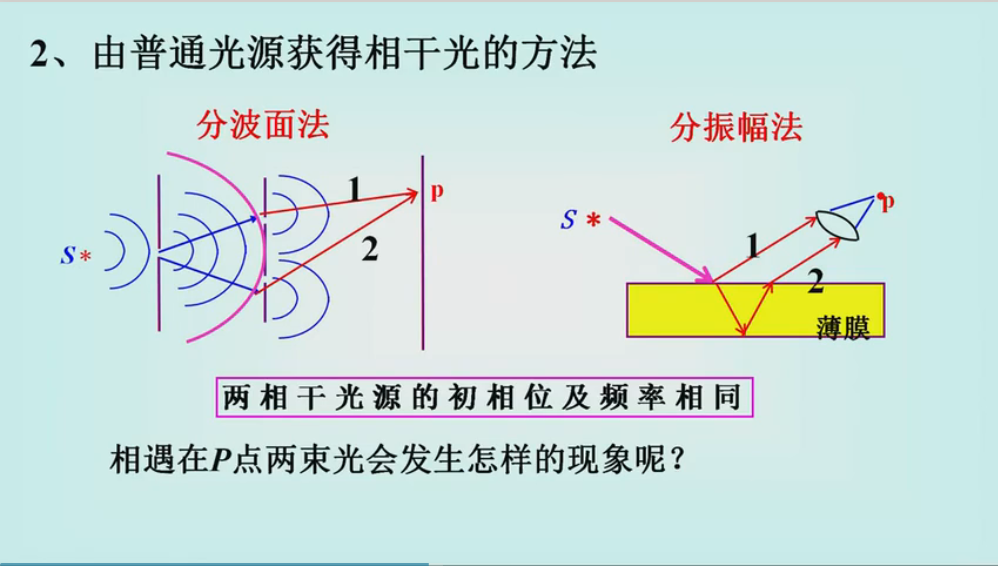 2、由普通光源获得相干光的方法
分波面法
分振幅法
S*
1
2
p
S *
1
2
p
薄膜
两相干光源的初相位及频率相同
相遇在P点两束光会发生怎样的现象呢？